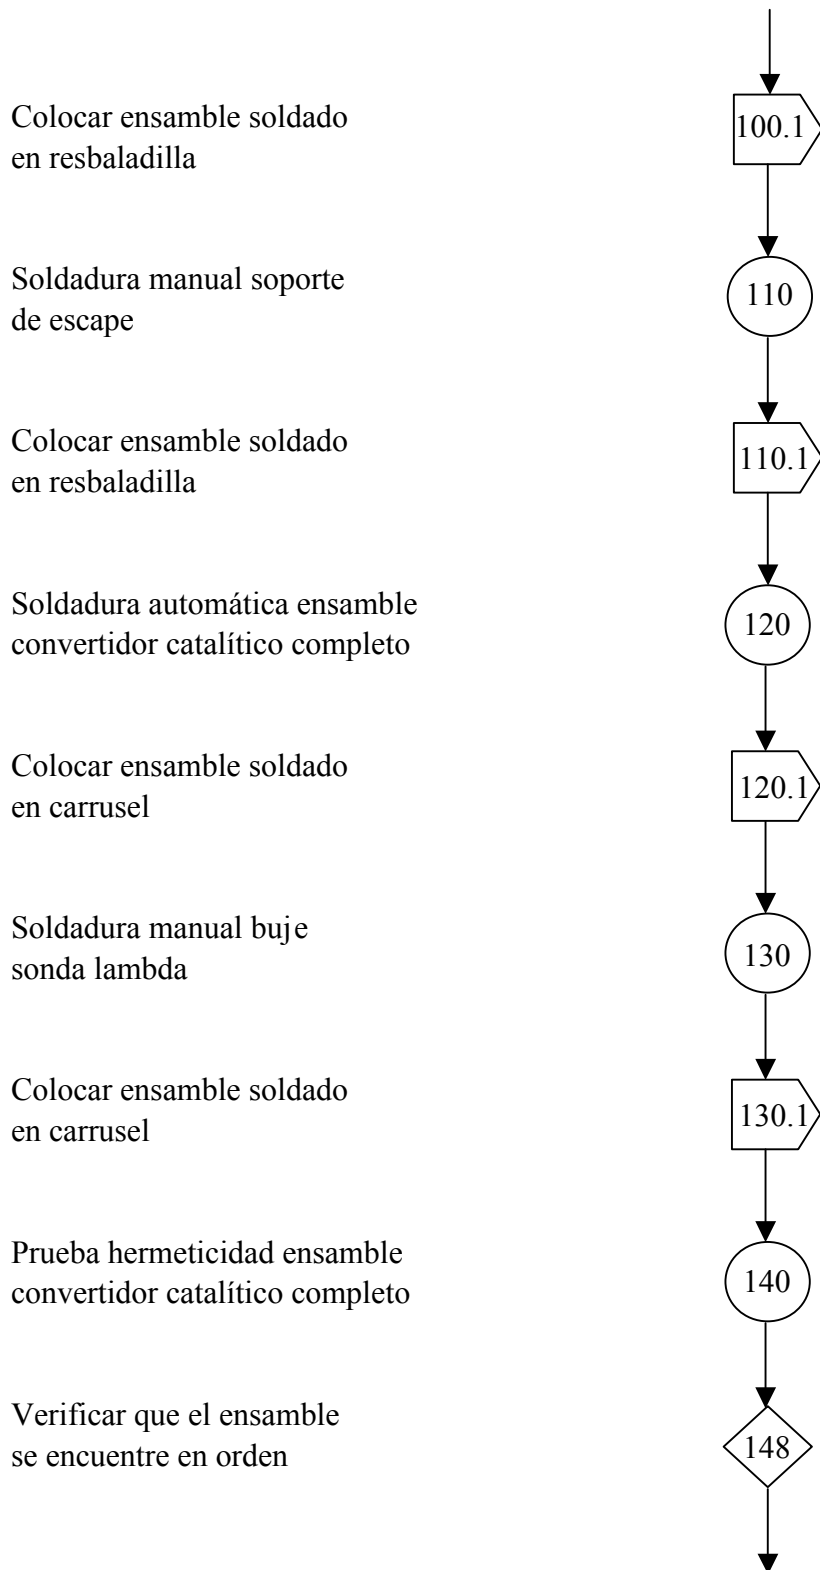 Colocar ensamble soldado
en resbaladilla
100.1
Soldadura manual soporte
de escape
110
Colocar ensamble soldado
en resbaladilla
110.1
Soldadura automática ensamble
convertidor catalítico completo
120
Colocar ensamble soldado
en carrusel
120.1
Soldadura manual buje
sonda lambda
130
Colocar ensamble soldado
en carrusel
130.1
Prueba hermeticidad ensamble
convertidor catalítico completo
140
Verificar que el ensamble
se encuentre en orden
148